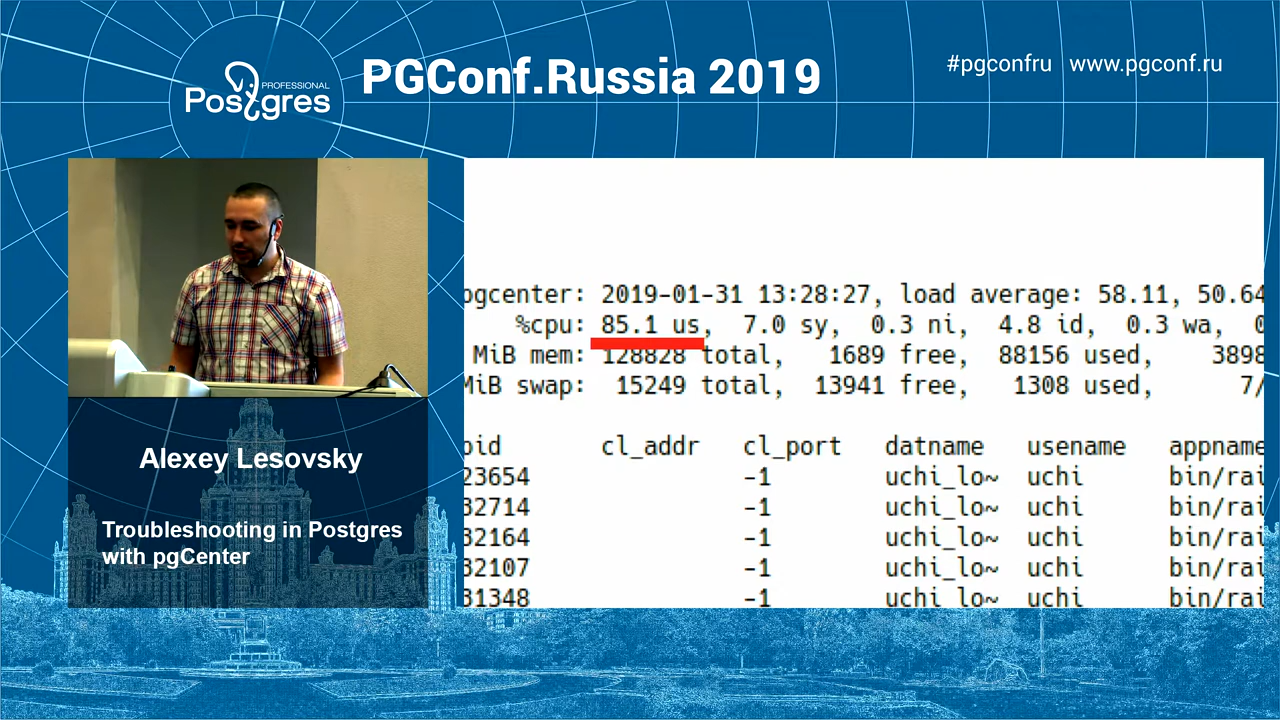 PROFESSIONAL
Postgres
PGConf.Russia 2019
#pgconfru www.pgconf.ru
pgcenter: 2019-01-31 13:28:27, load average: 58.11, 50.64
%cpu: 85.1 us, 7.0 sy, 0.3 ni, 4.8 id, 0.3 wa, 0
MiB mem: 128828 total, 1689 free, 88156 used, 3898
MiB swap: 15249 total, 13941 free, 1308 used, 7/
pid cl_addr cl_port datname usename appname
23654 -1 uchi_lo~ uchi bin/rai
32714 -1 uchi_lo~ uchi bin/rai
32164 -1 uchi_lo~ uchi bin/rai
32107 -1 uchi_lo~ uchi bin/rai
31348 -1 uchi_lo~ uchi bin/rai
Alexey Lesovsky
Troubleshooting in Postgres
with pgCenter